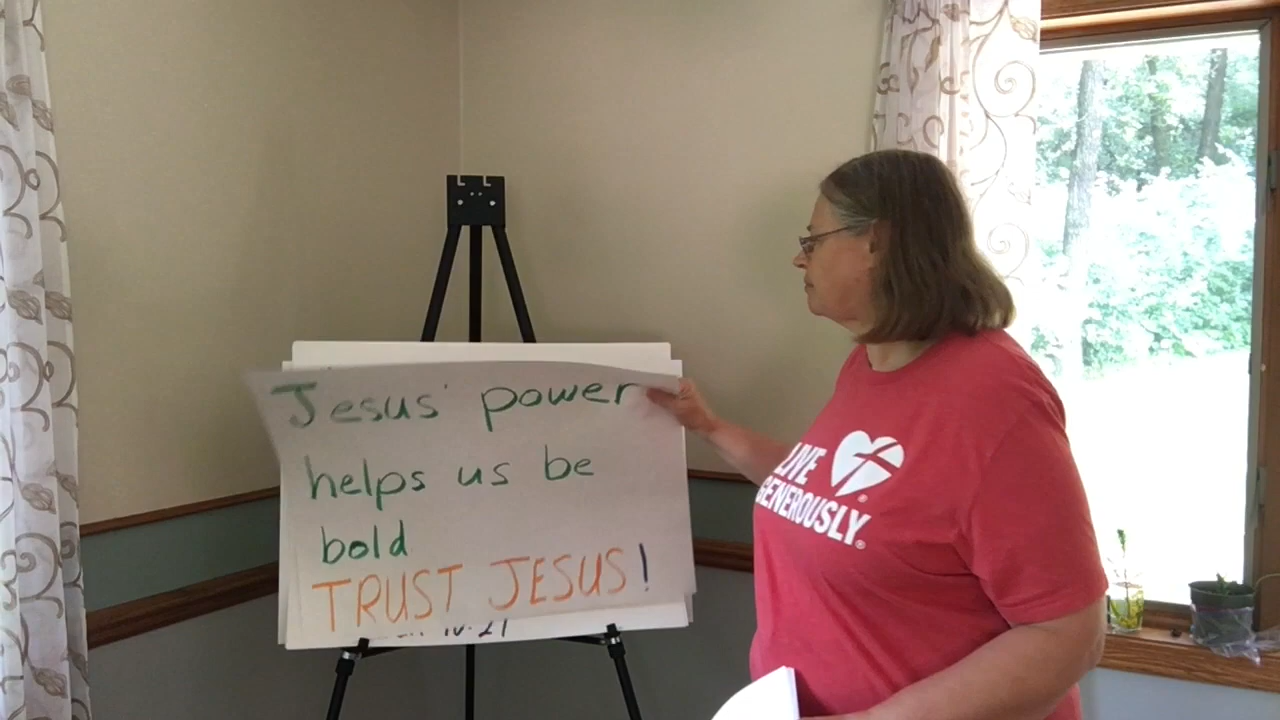 Jesus' power
helps us be
bold
TRUST JESUS!
LIVE
GENEROUSLY.